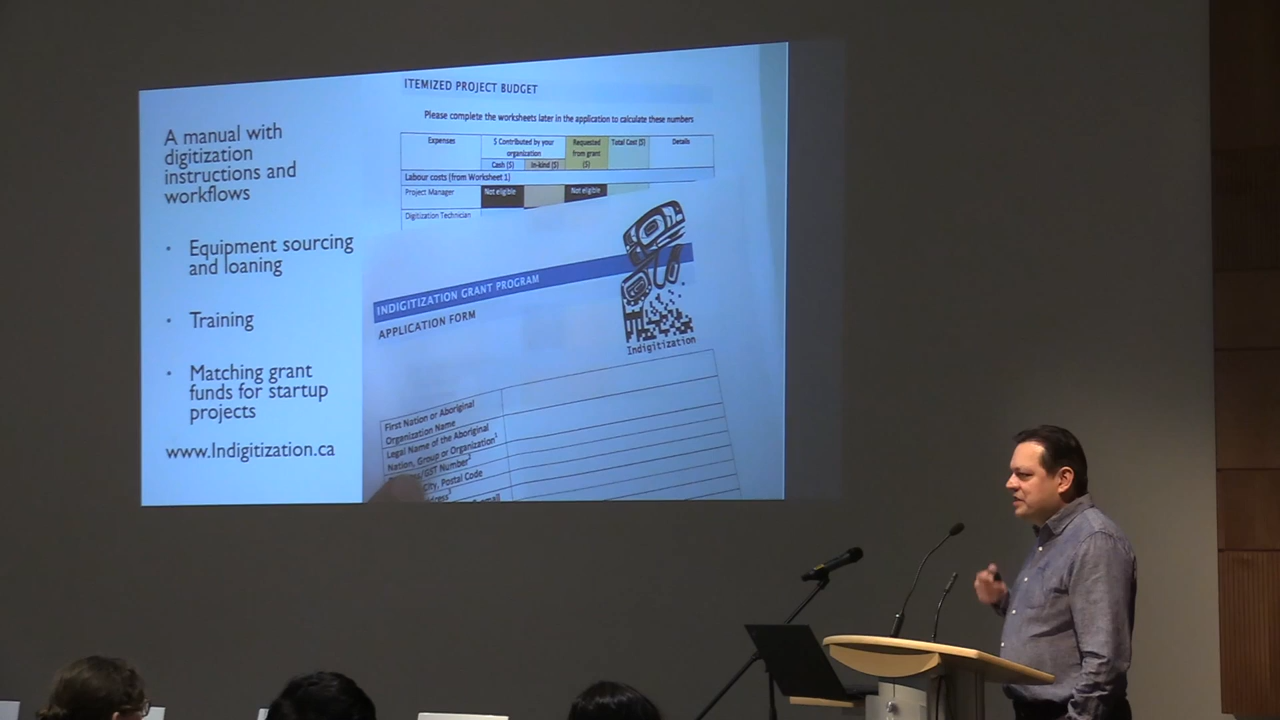 A manual with
digitization
instructions and
workflows
• Equipment sourcing
and loaning
• Training
• Matching grant
funds for startup
projects
www.Indigitization.ca
ITEMIZED PROJECT BUDGET
Please complete the worksheets later in the application to calculate these numbers
Expenses
$ Contributed by your
organization
Cash ($)
In-kind ($)
Requested
from grant
($)
Total Cost ($)
Details
Labour costs (from Worksheet 1)
Project Manager
Not eligible
Not eligible
Digitization Technician
INDIGITIZATION GRANT PROGRAM
APPLICATION FORM
Indigitization
First Nation or Aboriginal
Organization Name
Legal Name of the Aboriginal
Nation, Group or Organization¹
/GST Number
City, Postal Code